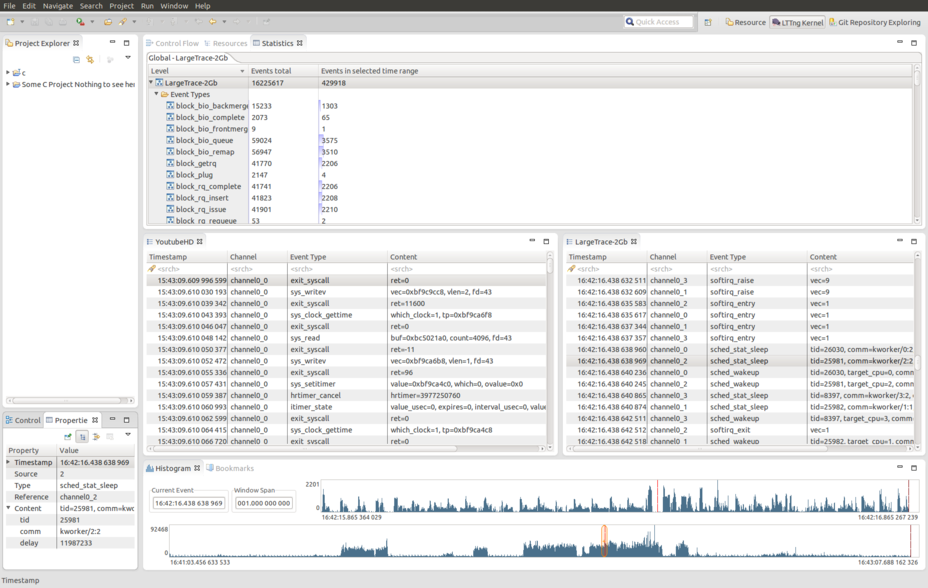 File Edit Navigate Search Project Run Window Help
Quick Access
Resource LTTng Kernel Git Repository Exploring
Project Explorer
c
Some C Project Nothing to see her
Control Flow Resources Statistics
Global - LargeTrace-2Gb
Level Events total Events in selected time range
LargeTrace-2Gb 16225617 429918
Event Types
block_bio_backmerge 15233 1303
block_bio_complete 2073 65
block_bio_frontmerg 9 1
block_bio_queue 59024 3575
block_bio_remap 56947 3510
block_getrq 41770 2206
block_plug 2147 4
block_rq_complete 41741 2206
block_rq_insert 41823 2208
block_rq_issue 41901 2210
block_rq_requeue 53 2
YoutubeHD
Timestamp Channel Event Type Content
<srch> <srch> <srch> <srch>
15:43:09.609 996 599 channel0_0 exit_syscall ret=0
15:43:09.610 030 193 channel0_0 sys_writev vec=0xbf9c9cc8, vlen=2, fd=43
15:43:09.610 039 342 channel0_0 exit_syscall ret=11600
15:43:09.610 043 393 channel0_0 sys_clock_gettime which_clock=1, tp=0xbf9ca6f8
15:43:09.610 046 047 channel0_0 exit_syscall ret=0
15:43:09.610 048 142 channel0_0 sys_read buf=0xbc5021a0, count=4096, fd=43
15:43:09.610 050 377 channel0_0 exit_syscall ret=-11
15:43:09.610 052 472 channel0_0 sys_writev vec=0xbf9ca6b8, vlen=1, fd=43
15:43:09.610 055 336 channel0_0 exit_syscall ret=96
15:43:09.610 057 431 channel0_0 sys_setitimer value=0xbf9ca4c0, which=0, ovalue=0x0
15:43:09.610 059 387 channel0_0 hrtimer_cancel hrtimer=3977250760
15:43:09.610 060 993 channel0_0 itimer_state value_usec=0, expires=0, interval_usec=0, value
15:43:09.610 062 599 channel0_0 exit_syscall ret=0
15:43:09.610 064 415 channel0_0 sys_clock_gettime which_clock=1, tp=0xbf9ca4c8
15:43:09.610 066 720 channel0_0 exit_syscall ret=0
LargeTrace-2Gb
Timestamp Channel Event Type Content
<srch> <srch> <srch> <srch>
16:42:16.438 632 511 channel0_3 softirq_raise vec=9
16:42:16.438 632 609 channel0_1 softirq_raise vec=9
16:42:16.438 635 583 channel0_2 softirq_entry vec=1
16:42:16.438 635 617 channel0_3 softirq_entry vec=1
16:42:16.438 637 344 channel0_1 softirq_entry vec=1
16:42:16.438 637 357 channel0_3 softirq_entry vec=1
16:42:16.438 638 960 channel0_0 sched_stat_sleep tid=26030, comm=kworker/0:2
16:42:16.438 638 969 channel0_2 sched_stat_sleep tid=25981, comm=kworker/2:2
16:42:16.438 640 236 channel0_0 sched_wakeup tid=26030, target_cpu=0, comm
16:42:16.438 640 245 channel0_2 sched_wakeup tid=25981, target_cpu=2, comm
16:42:16.438 640 865 channel0_3 sched_stat_sleep tid=8397, comm=kworker/3:2,
16:42:16.438 640 874 channel0_1 sched_stat_sleep tid=25982, comm=kworker/1:1
16:42:16.438 642 511 channel0_3 sched_wakeup tid=8397, target_cpu=3, comm
16:42:16.438 642 512 channel0_2 softirq_exit vec=1
16:42:16.438 642 518 channel0_1 sched_wakeup tid=25982, target_cpu=1, comm
Control Propertie
Property Value
Timestamp 16:42:16.438 638 969
Source 2
Type sched_stat_sleep
Reference channel0_2
Content tid=25981, comm=kwo
tid 25981
comm kworker/2:2
delay 11987233
Histogram Bookmarks
Current Event Window Span
16:42:16.438 638 969 001.000 000 000
2201
0
16:42:15.865 364 029 16:42:16.865 267 239
92468
0
16:41:03.456 633 533 16:43:07.688 162 326
Timestamp